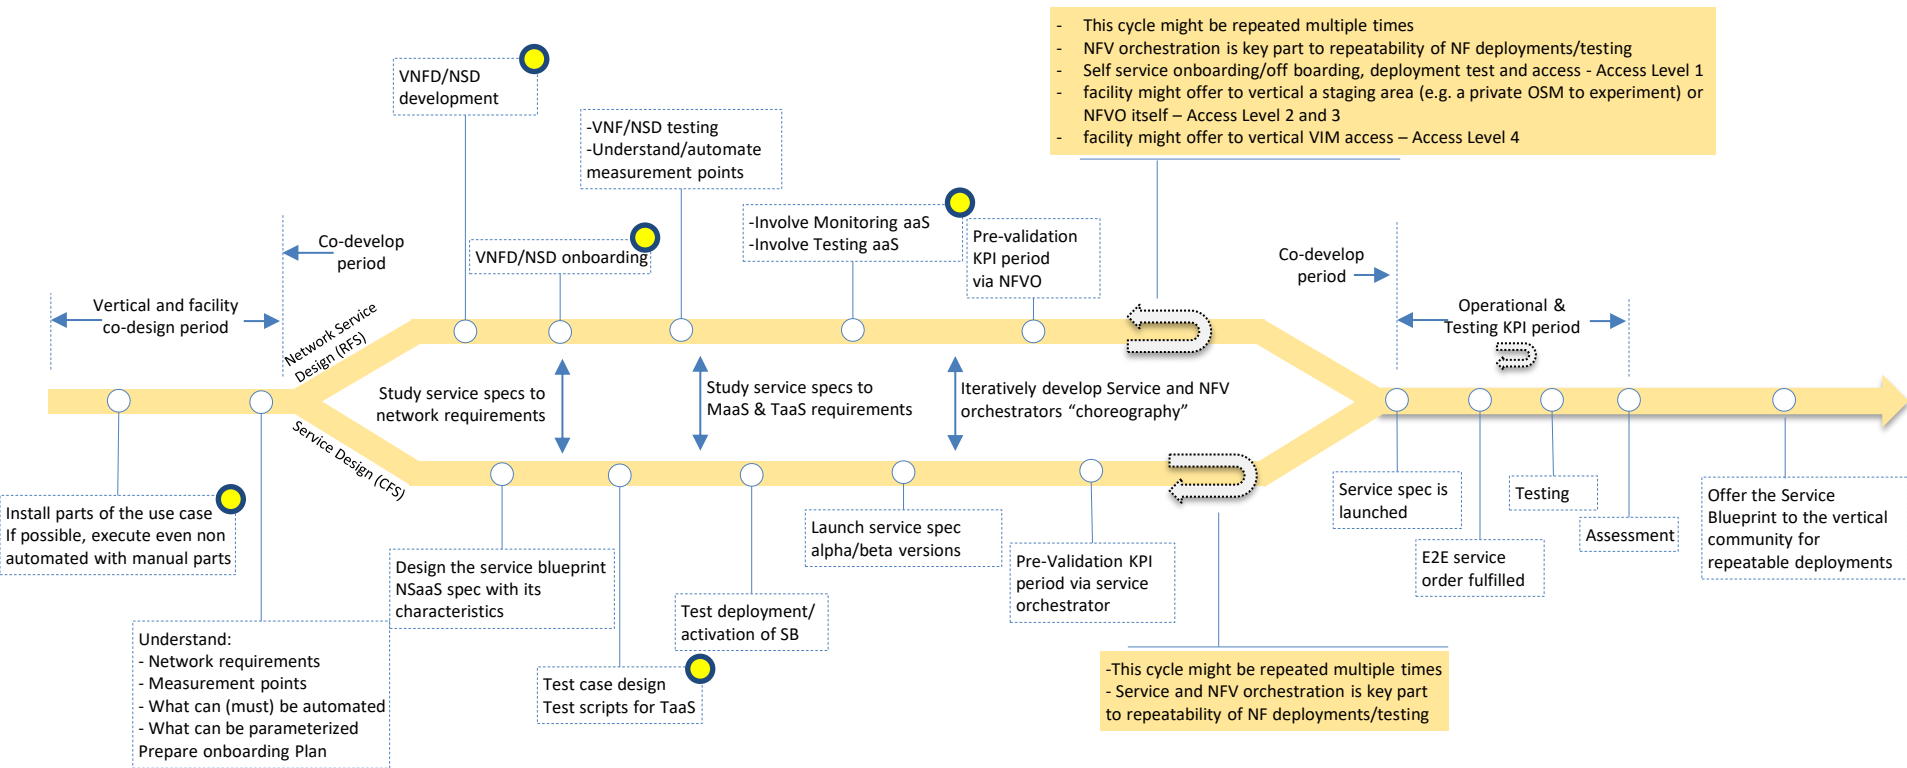 - This cycle might be repeated multiple times
- NFV orchestration is key part to repeatability of NF deployments/testing
- Self service onboarding/off boarding, deployment test and access - Access Level 1
- facility might offer to vertical a staging area (e.g. a private OSM to experiment) or
NFVO itself – Access Level 2 and 3
- facility might offer to vertical VIM access – Access Level 4
VNFD/NSD
development
-VNF/NSD testing
-Understand/automate
measurement points
VNFD/NSD onboarding
-Involve Monitoring aaS
-Involve Testing aaS
Pre-validation
KPI period
via NFVO
Co-develop
period
Vertical and facility
co-design period
Co-develop
period
Operational &
Testing KPI period
Network Service
Design (RFS)
Service Design (CFS)
Study service specs to
network requirements
Study service specs to
MaaS & TaaS requirements
Iteratively develop Service and NFV
orchestrators “choreography”
Install parts of the use case
If possible, execute even non
automated with manual parts
Understand:
- Network requirements
- Measurement points
- What can (must) be automated
- What can be parameterized
Prepare onboarding Plan
Design the service blueprint
NSaaS spec with its
characteristics
Test case design
Test scripts for TaaS
Test deployment/
activation of SB
Launch service spec
alpha/beta versions
Pre-Validation KPI
period via service
orchestrator
-This cycle might be repeated multiple times
- Service and NFV orchestration is key part
to repeatability of NF deployments/testing
Service spec is
launched
E2E service
order fulfilled
Testing
Assessment
Offer the Service
Blueprint to the vertical
community for
repeatable deployments